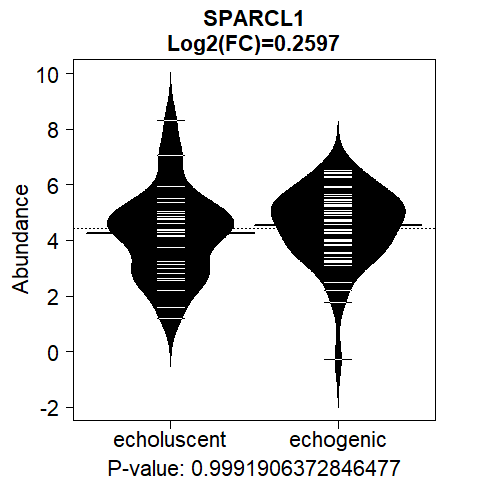 SPARCL1
Log2(FC)=0.2597
Abundance
10
8
6
4
2
0
-2
echoluscent echogenic
P-value: 0.9991906372846477